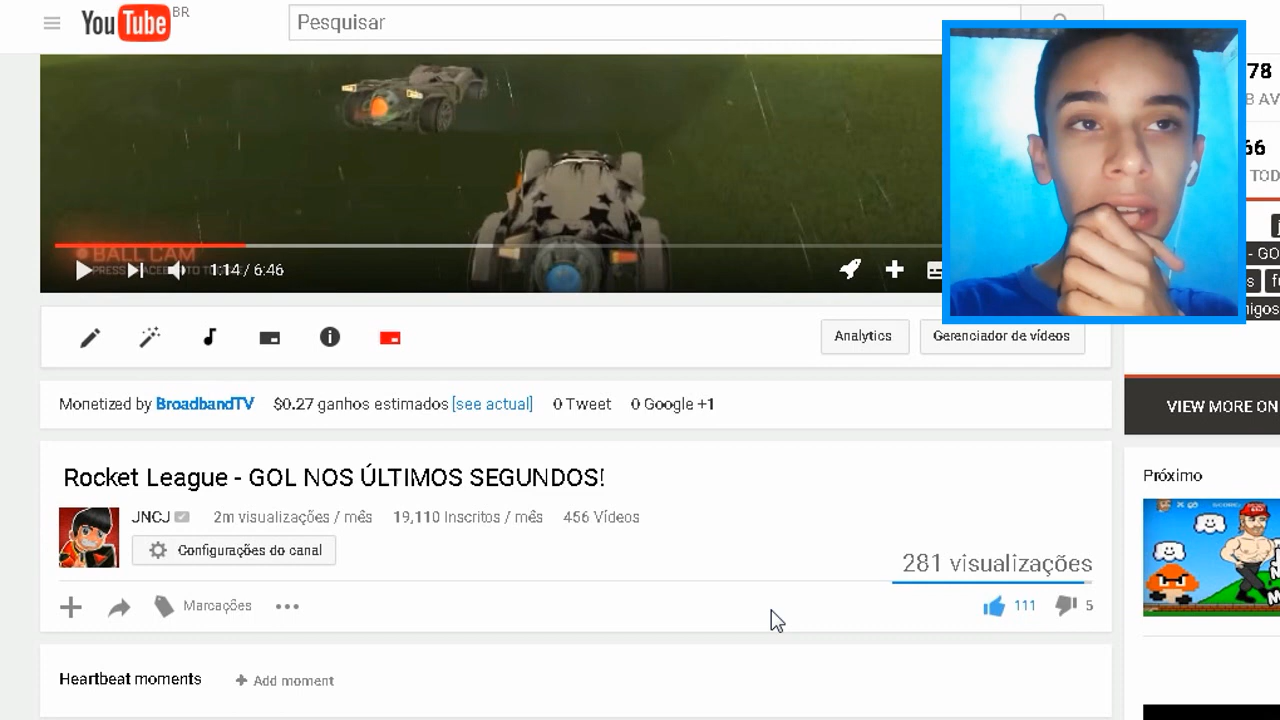 YouTube BR
Pesquisar
78
66
BALL CAM
1:14 / 6:46
Analytics
Gerenciador de vídeos
Monetized by BroadbandTV $0.27 ganhos estimados [see actual] 0 Tweet 0 Google +1
VIEW MORE ON
Rocket League - GOL NOS ÚLTIMOS SEGUNDOS!
Próximo
JNCJ 2m visualizações / mês 19,110 Inscritos / mês 456 Vídeos
Configurações do canal
281 visualizações
Marcações
111 5
Heartbeat moments + Add moment